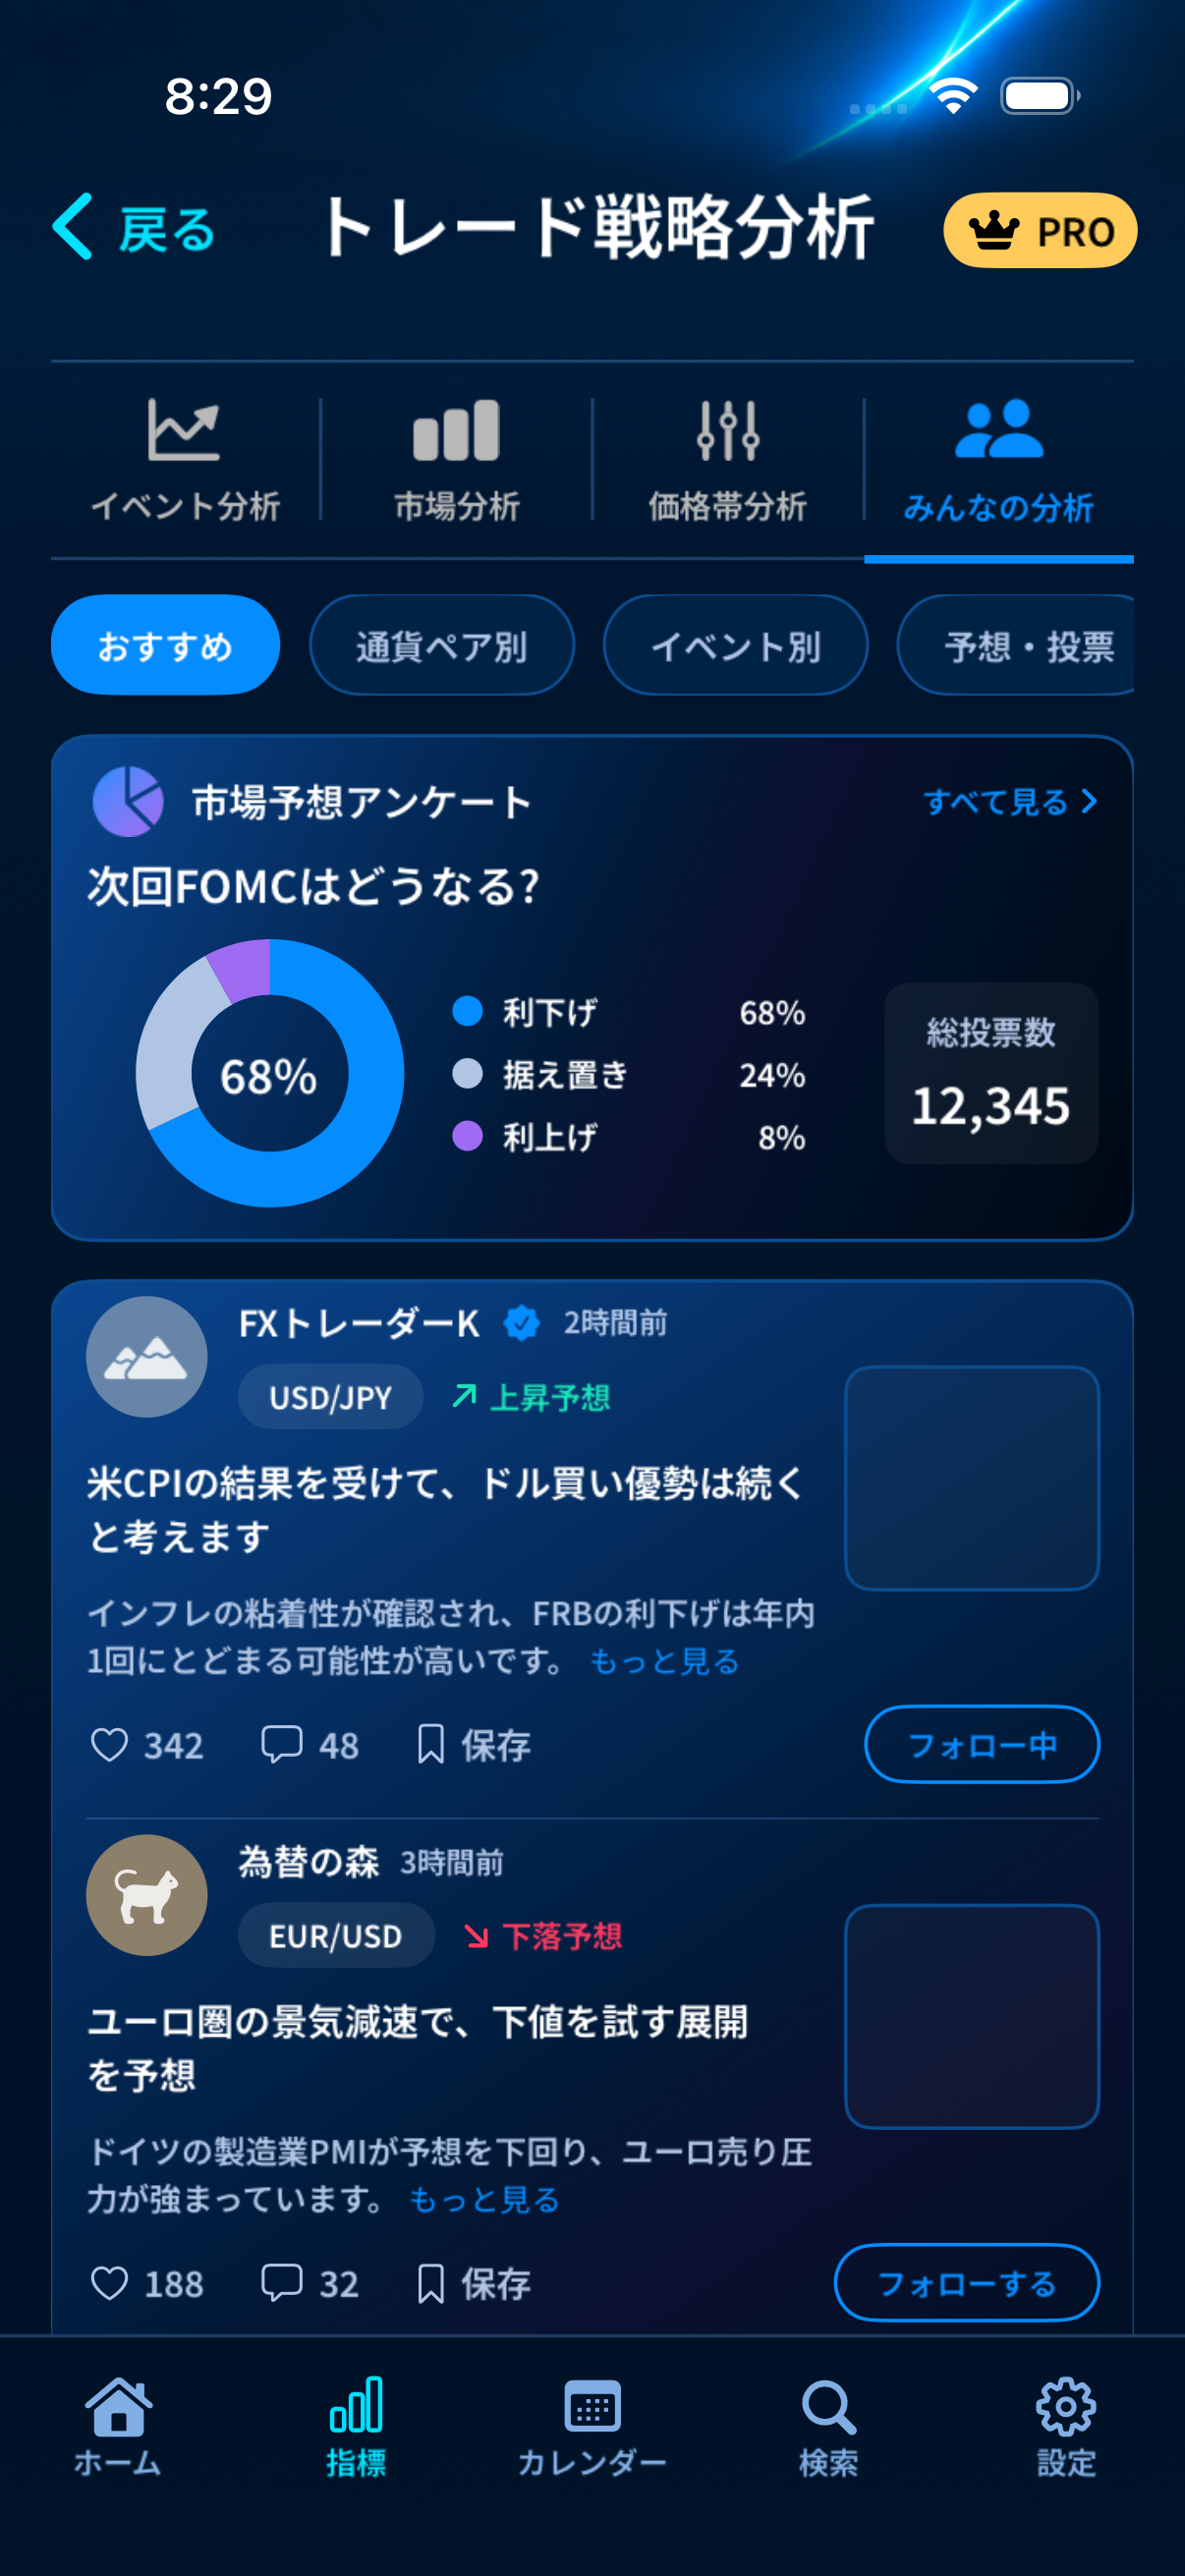 8:29
戻る
トレード戦略分析
PRO
イベント分析
市場分析
価格帯分析
みんなの分析
おすすめ
通貨ペア別
イベント別
予想・投票
市場予想アンケート
すべて見る
次回FOMCはどうなる?
68%
利下げ 68%
据え置き 24%
利上げ 8%
総投票数
12,345
FXトレーダーK 2時間前
USD/JPY 上昇予想
米CPIの結果を受けて、ドル買い優勢は続く
と考えます
インフレの粘着性が確認され、FRBの利下げは年内
1回にとどまる可能性が高いです。 もっと見る
342 48 保存 フォロー中
為替の森 3時間前
EUR/USD 下落予想
ユーロ圏の景気減速で、下値を試す展開
を予想
ドイツの製造業PMIが予想を下回り、ユーロ売り圧
力が強まっています。 もっと見る
188 32 保存 フォローする
ホーム
指標
カレンダー
検索
設定